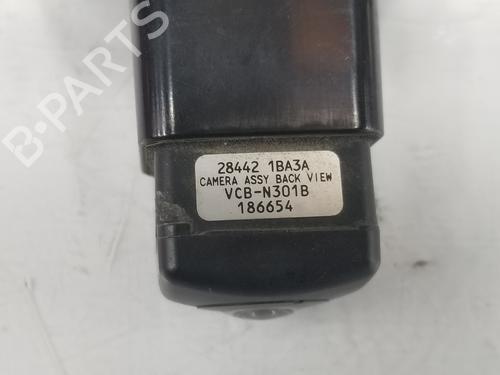 B-PARTS
28442 1BA3A
CAMERA ASSY BACK VIEW
VCB-N301B
186654